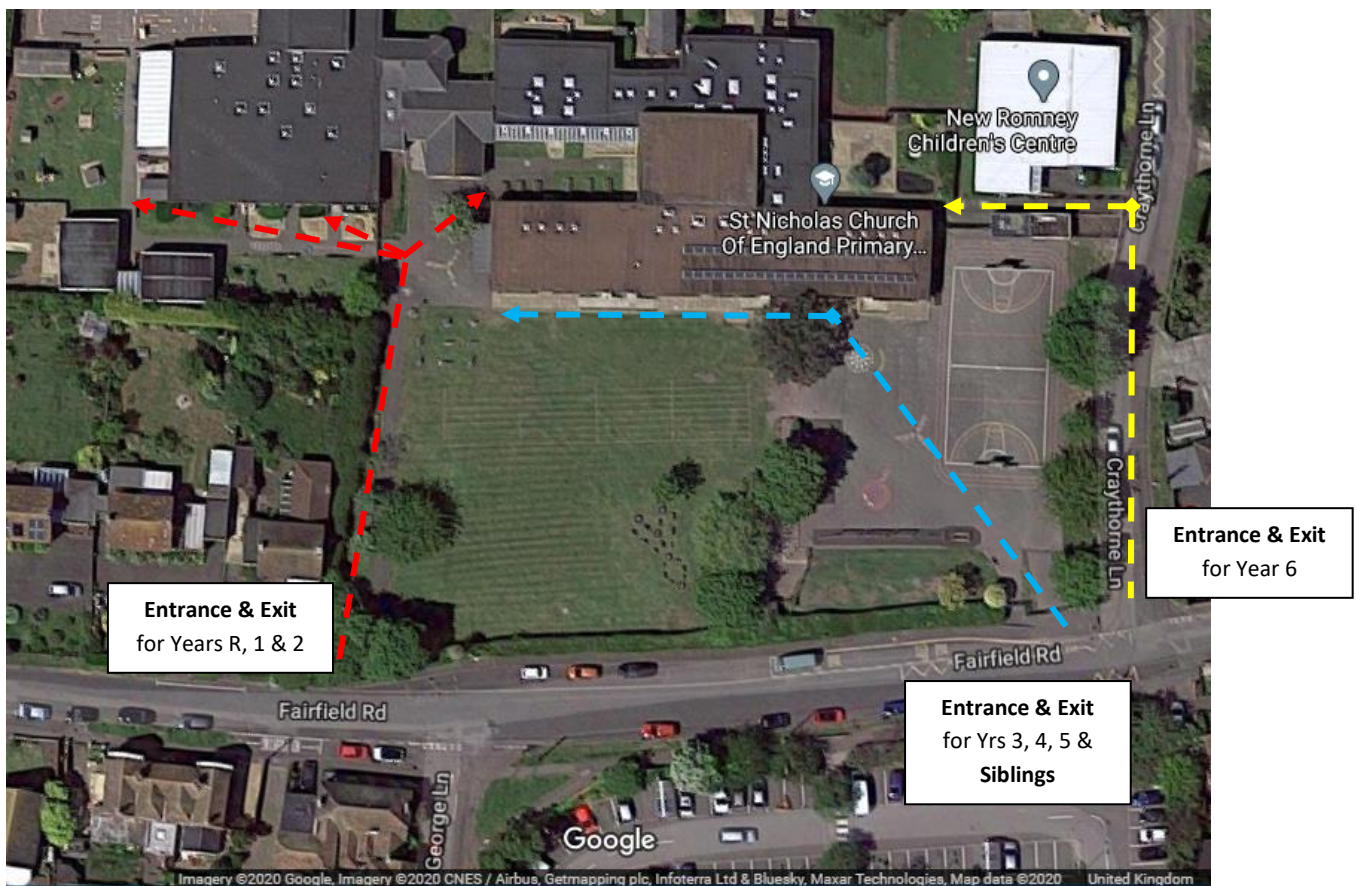 New Romney
Children's Centre
Craythorne Ln
St Nicholas Church
Of England Primary...
Craythorne Ln
Entrance & Exit
for Year 6
Entrance & Exit
for Years R, 1 & 2
Fairfield Rd
Fairfield Rd
Entrance & Exit
for Yrs 3, 4, 5 &
Siblings
George Ln
Google
Imagery ©2020 Google, Imagery ©2020 CNES / Airbus, Getmapping plc, Infoterra Ltd & Bluesky, Maxar Technologies, Map data ©2020 United Kingdom